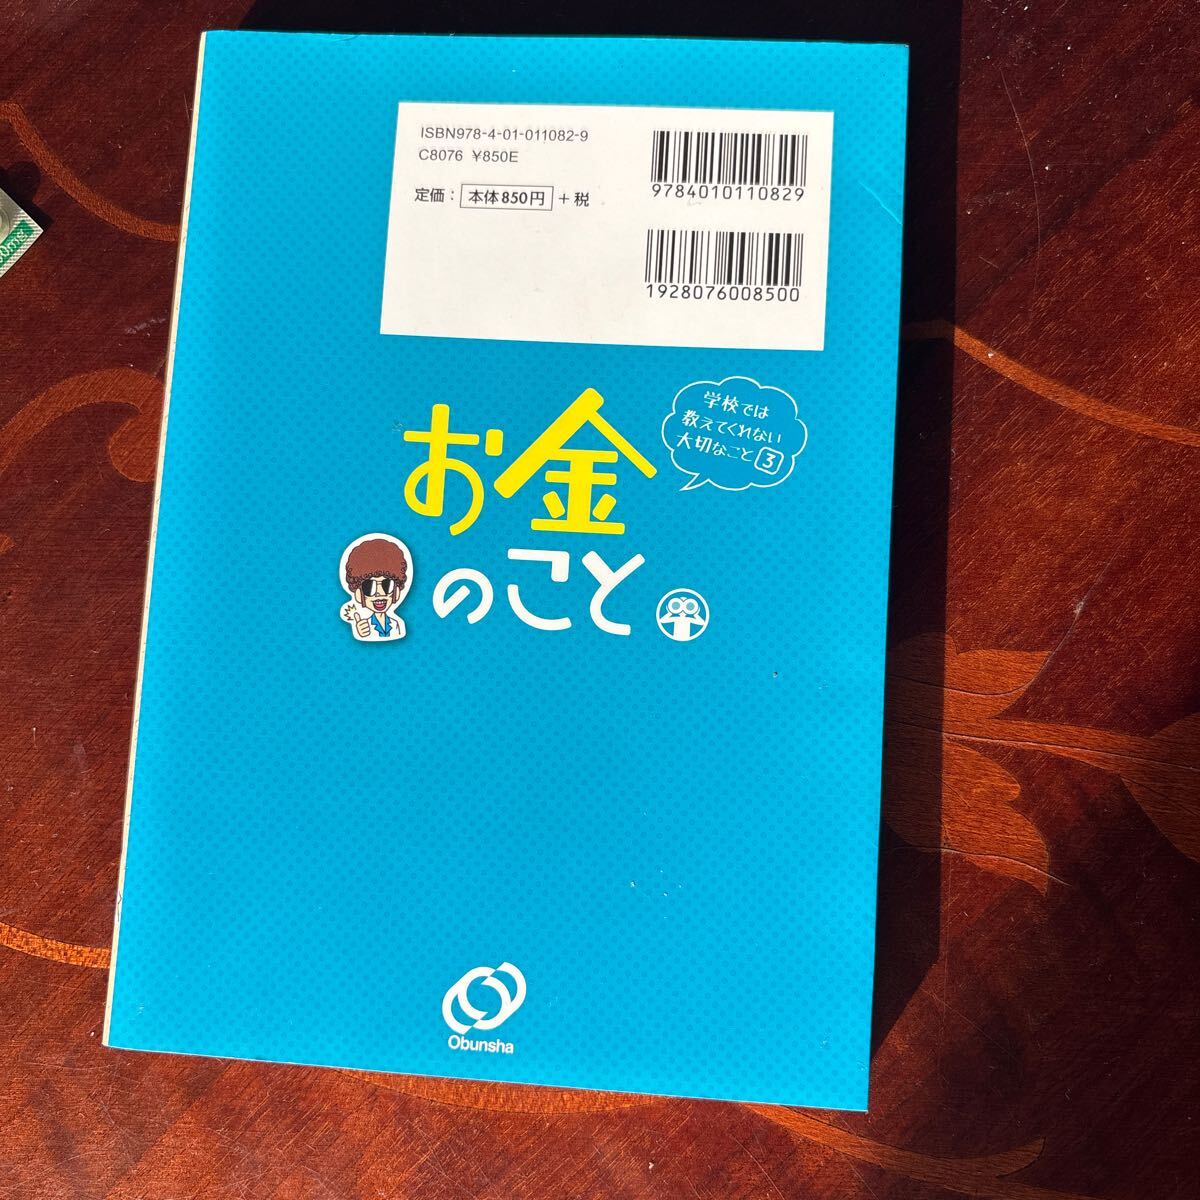 ISBN978-4-01-011082-9
C8076 ¥850E
定価：本体850円＋税
9784010110829
1928076008500
学校では
教えてくれない
大切なこと 3
お金
のこと
Obunsha
0mg